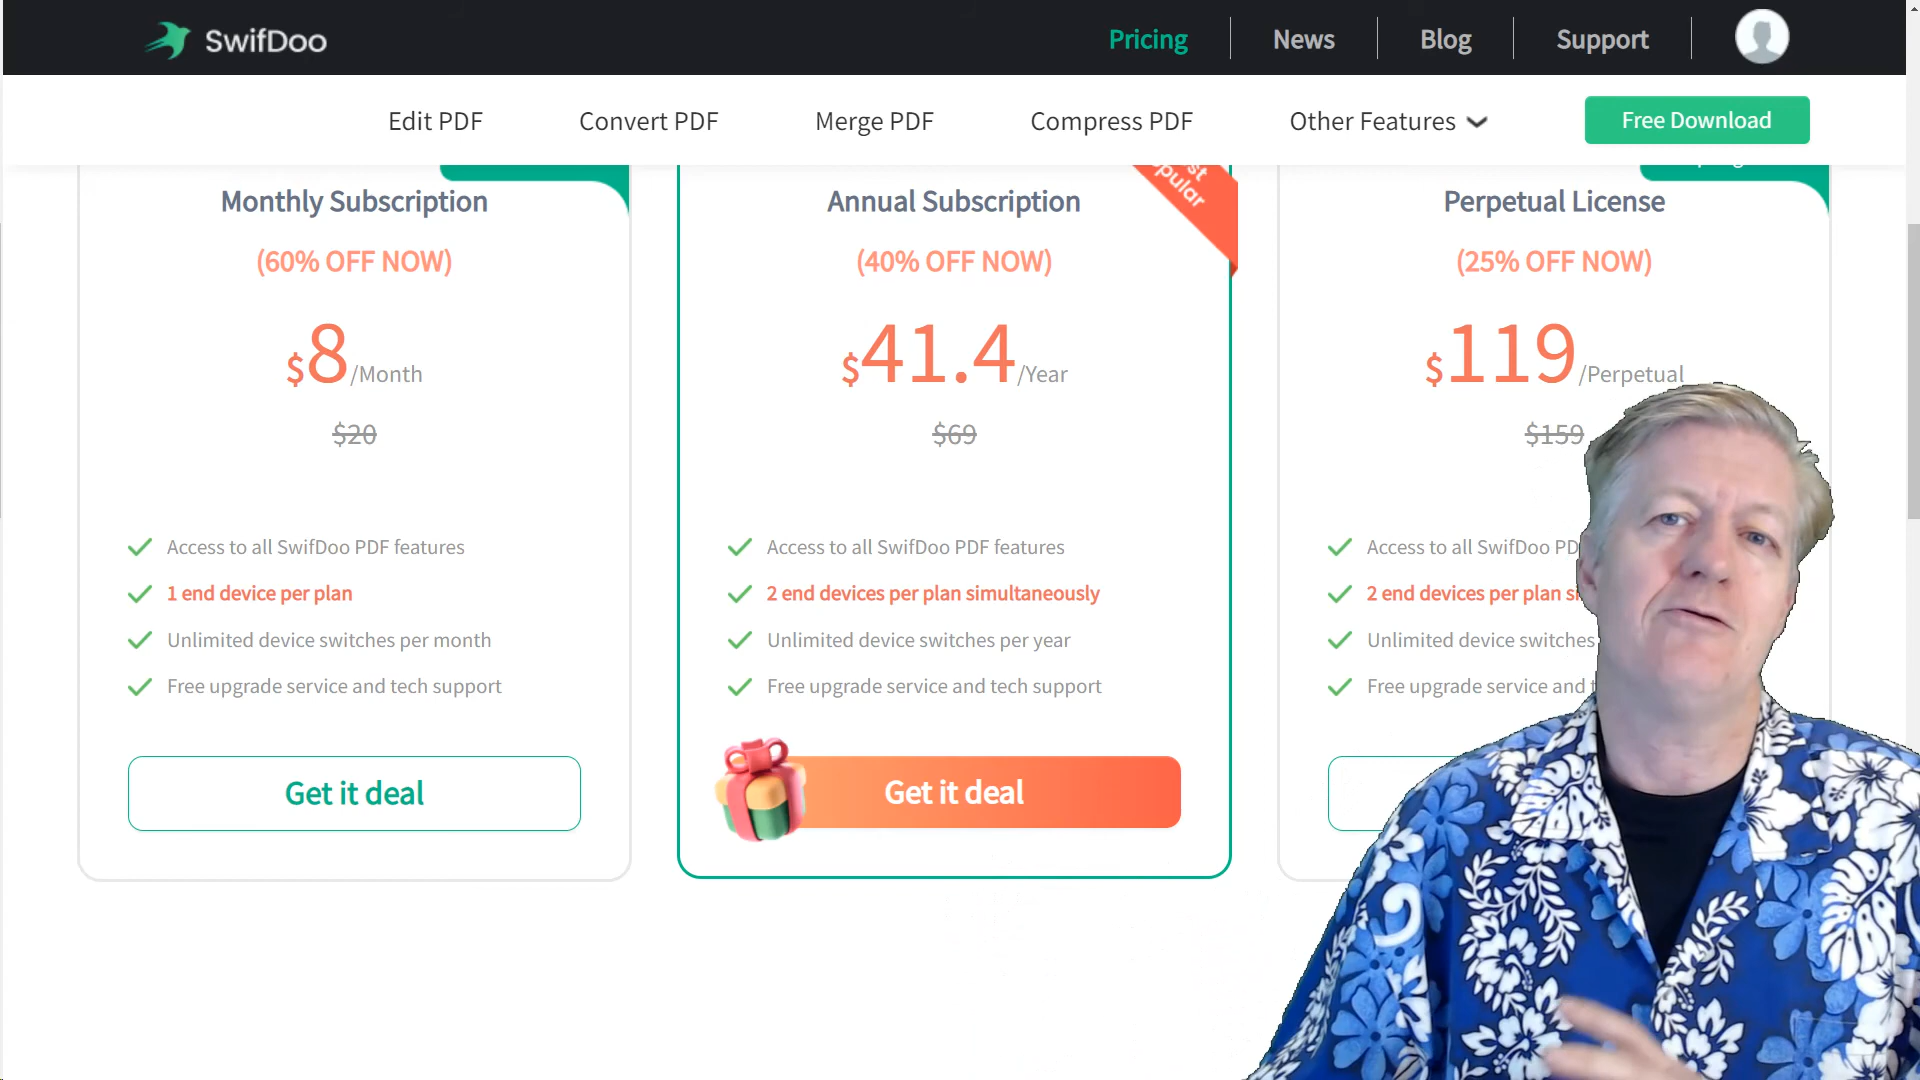 SwifDoo
Pricing
News
Blog
Support
Edit PDF
Convert PDF
Merge PDF
Compress PDF
Other Features
Free Download
Monthly Subscription
(60% OFF NOW)
$8/Month
$20
Access to all SwifDoo PDF features
1 end device per plan
Unlimited device switches per month
Free upgrade service and tech support
Get it deal
Annual Subscription
(40% OFF NOW)
$41.4/Year
$69
Access to all SwifDoo PDF features
2 end devices per plan simultaneously
Unlimited device switches per year
Free upgrade service and tech support
Get it deal
Perpetual License
(25% OFF NOW)
$119/Perpetual
$159
Access to all SwifDoo
2 end devices per plan
Unlimited device switches
Free upgrade service and